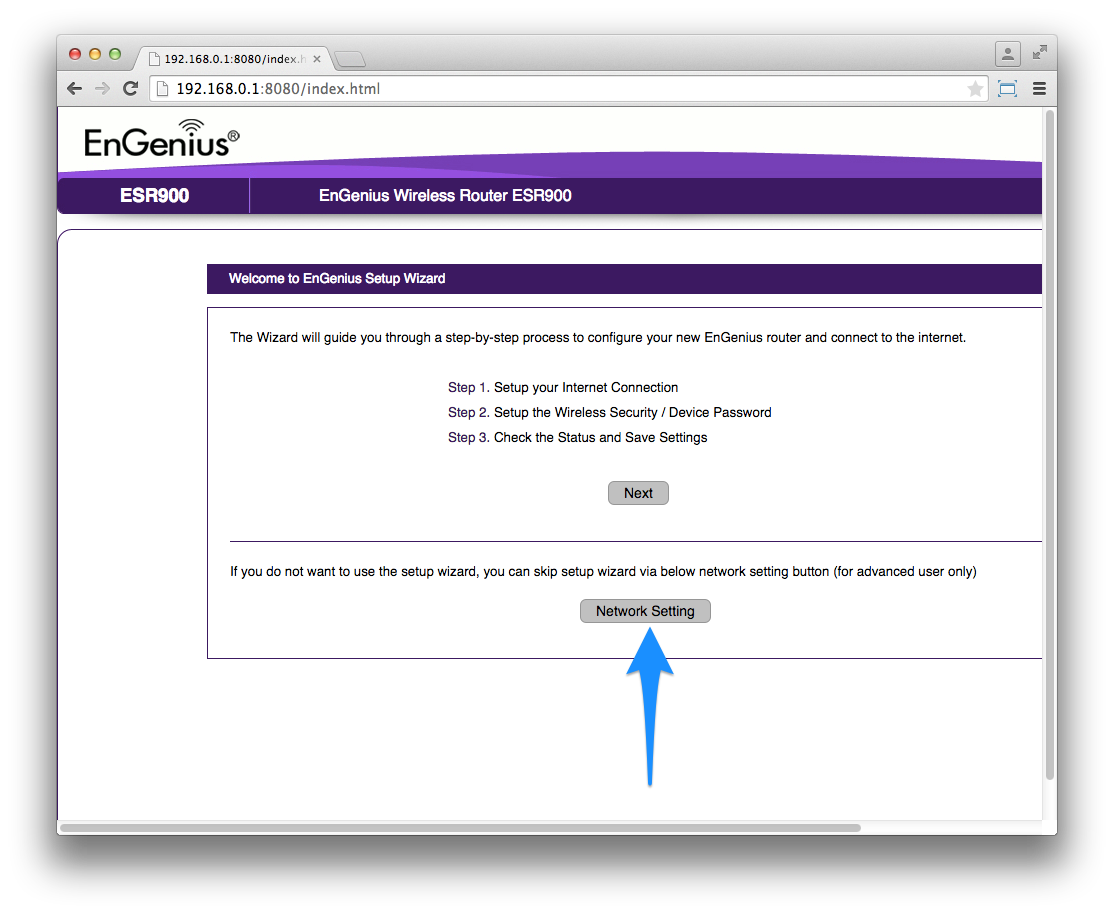 192.168.0.1:8080/index.h
192.168.0.1:8080/index.html
EnGenius®
ESR900
EnGenius Wireless Router ESR900
Welcome to EnGenius Setup Wizard
The Wizard will guide you through a step-by-step process to configure your new EnGenius router and connect to the internet.
Step 1. Setup your Internet Connection
Step 2. Setup the Wireless Security / Device Password
Step 3. Check the Status and Save Settings
Next
If you do not want to use the setup wizard, you can skip setup wizard via below network setting button (for advanced user only)
Network Setting